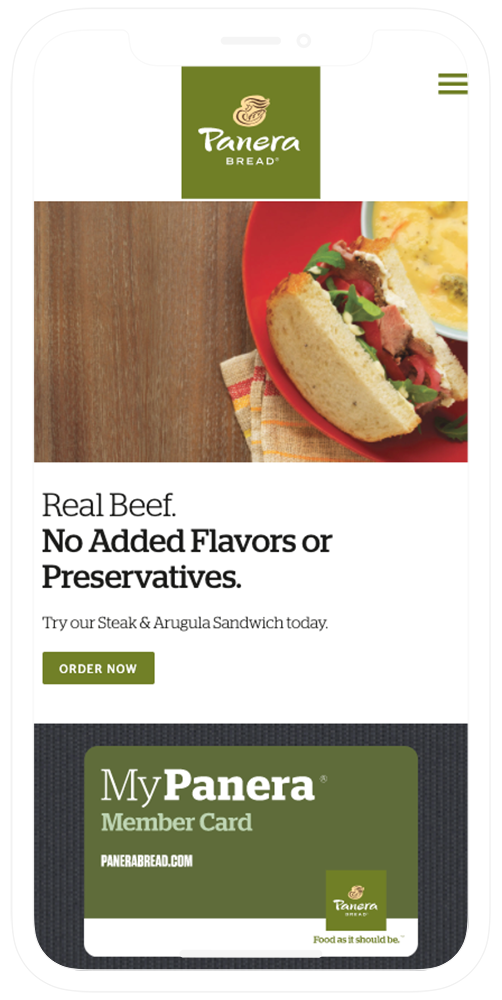 Panera
BREAD®
Real Beef.
No Added Flavors or
Preservatives.
Try our Steak & Arugula Sandwich today.
ORDER NOW
MyPanera®
Member Card
PANERABREAD.COM
Panera
BREAD®
Food as it should be.™